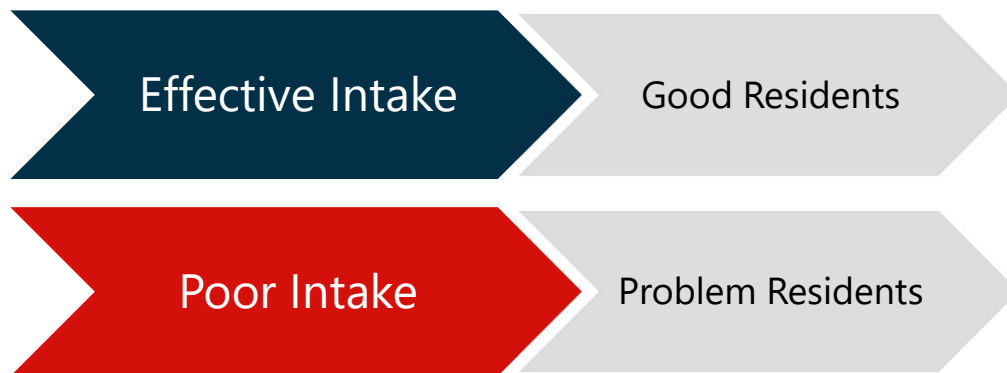 Effective Intake
Good Residents
Poor Intake
Problem Residents